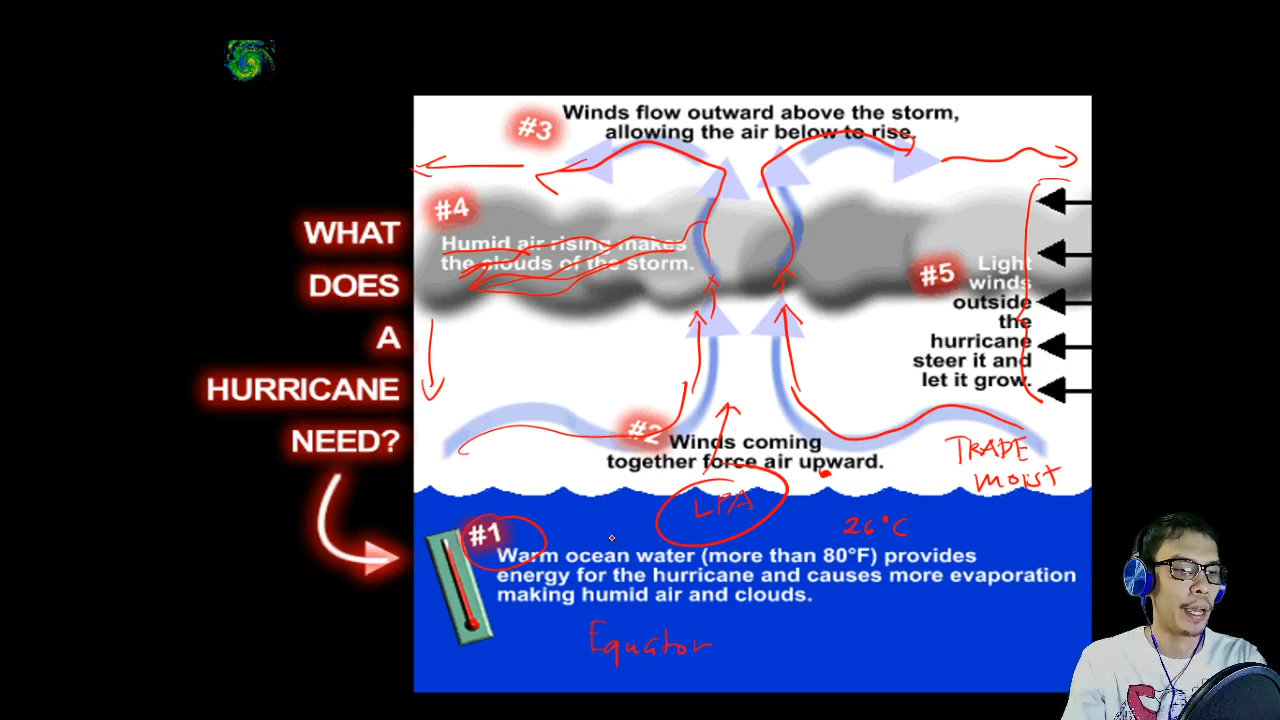 WHAT
DOES
A
HURRICANE
NEED?
#3
Winds flow outward above the storm,
allowing the air below to rise.
#4
Humid air rising makes
the clouds of the storm.
#5
Light
winds
outside
the
hurricane
steer it and
let it grow.
#2
Winds coming
together force air upward.
TRADE
moist
LPA
26°C
#1
Warm ocean water (more than 80°F) provides
energy for the hurricane and causes more evaporation
making humid air and clouds.
Equator